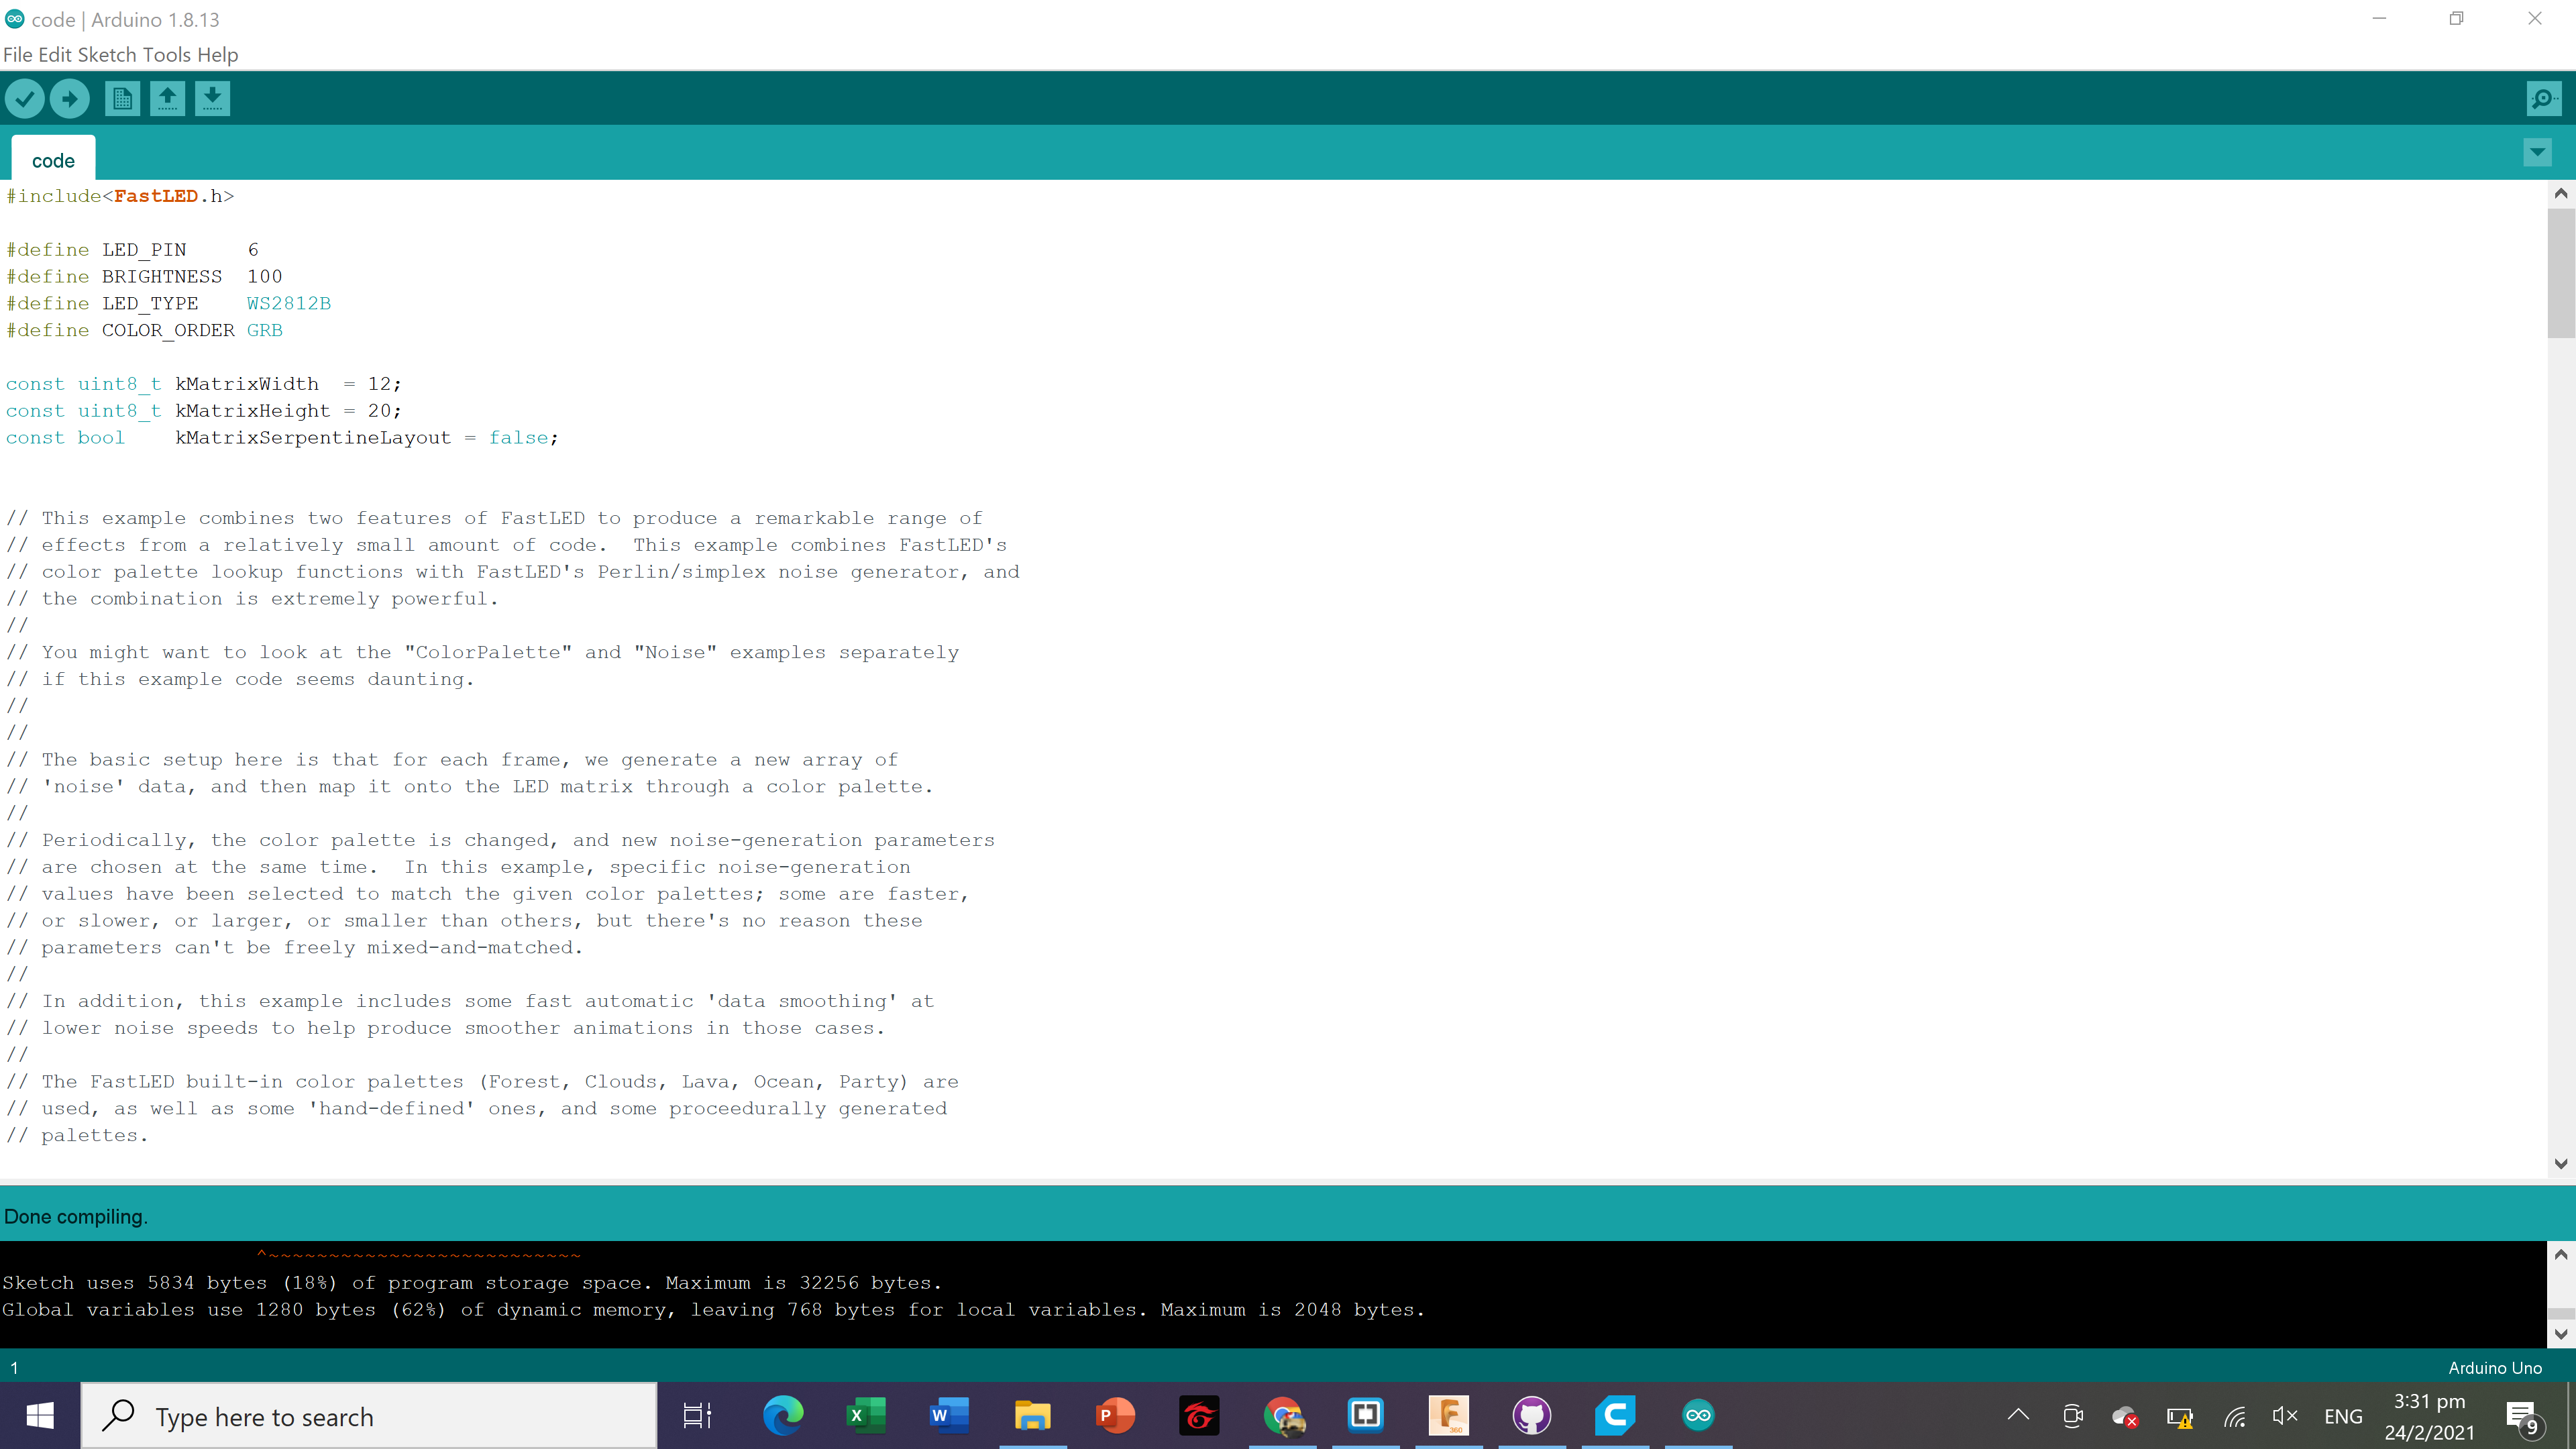 code | Arduino 1.8.13
File Edit Sketch Tools Help
code
#include<FastLED.h>
#define LED_PIN     6
#define BRIGHTNESS  100
#define LED_TYPE    WS2812B
#define COLOR_ORDER GRB
const uint8_t kMatrixWidth  = 12;
const uint8_t kMatrixHeight = 20;
const bool    kMatrixSerpentineLayout = false;
// This example combines two features of FastLED to produce a remarkable range of
// effects from a relatively small amount of code.  This example combines FastLED's
// color palette lookup functions with FastLED's Perlin/simplex noise generator, and
// the combination is extremely powerful.
//
// You might want to look at the "ColorPalette" and "Noise" examples separately
// if this example code seems daunting.
//
//
// The basic setup here is that for each frame, we generate a new array of
// 'noise' data, and then map it onto the LED matrix through a color palette.
//
// Periodically, the color palette is changed, and new noise-generation parameters
// are chosen at the same time.  In this example, specific noise-generation
// values have been selected to match the given color palettes; some are faster,
// or slower, or larger, or smaller than others, but there's no reason these
// parameters can't be freely mixed-and-matched.
//
// In addition, this example includes some fast automatic 'data smoothing' at
// lower noise speeds to help produce smoother animations in those cases.
//
// The FastLED built-in color palettes (Forest, Clouds, Lava, Ocean, Party) are
// used, as well as some 'hand-defined' ones, and some proceedurally generated
// palettes.
Done compiling.
^~~~~~~~~~~~~~~~~~~~~~~~~~~
Sketch uses 5834 bytes (18%) of program storage space. Maximum is 32256 bytes.
Global variables use 1280 bytes (62%) of dynamic memory, leaving 768 bytes for local variables. Maximum is 2048 bytes.
1
Arduino Uno
Type here to search
ENG
3:31 pm
24/2/2021
9